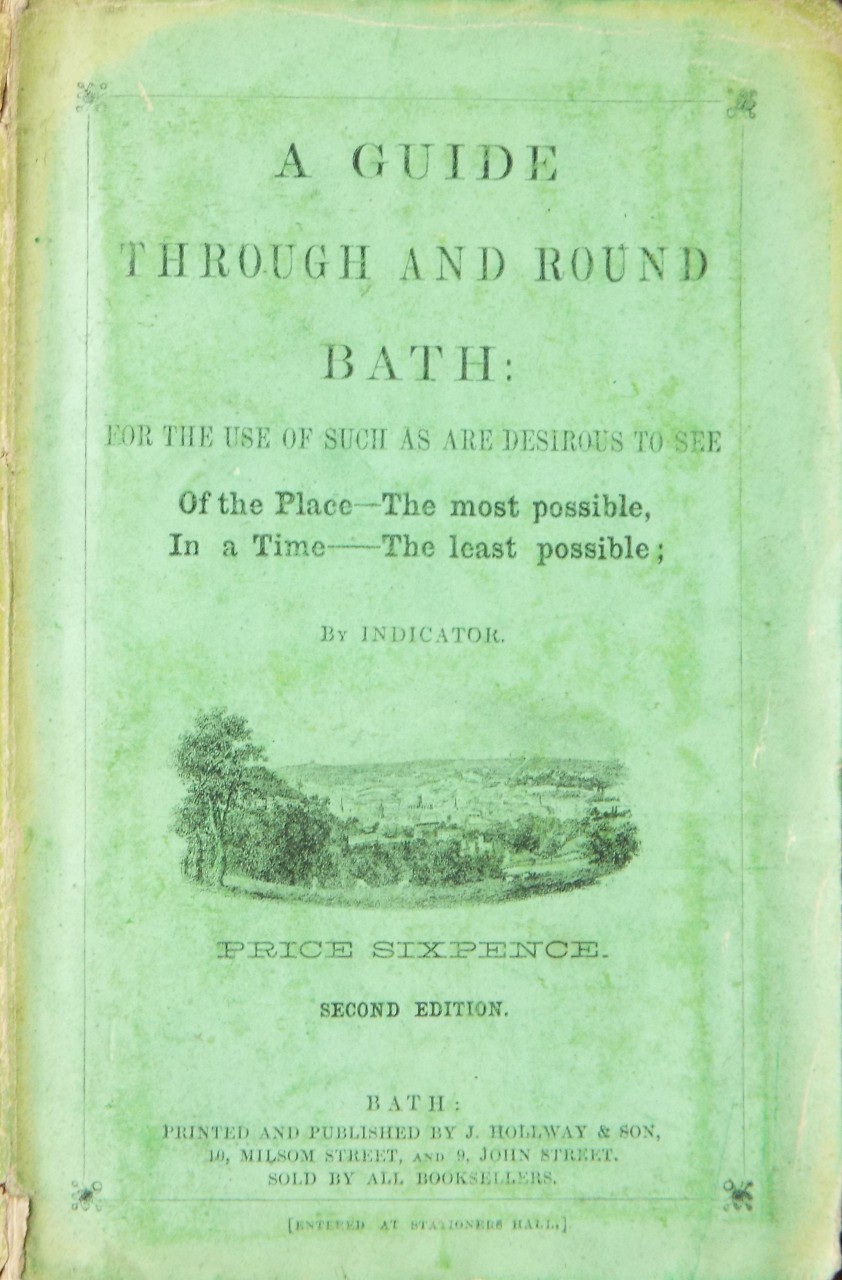 A GUIDE
THROUGH AND ROUND
BATH:
FOR THE USE OF SUCH AS ARE DESIROUS TO SEE
Of the Place—The most possible,
In a Time——The least possible;
By INDICATOR.
PRICE SIXPENCE.
SECOND EDITION.
BATH:
PRINTED AND PUBLISHED BY J. HOLLWAY & SON,
10, MILSOM STREET, AND 9, JOHN STREET.
SOLD BY ALL BOOKSELLERS.
[ENTERED AT STATIONERS HALL.]